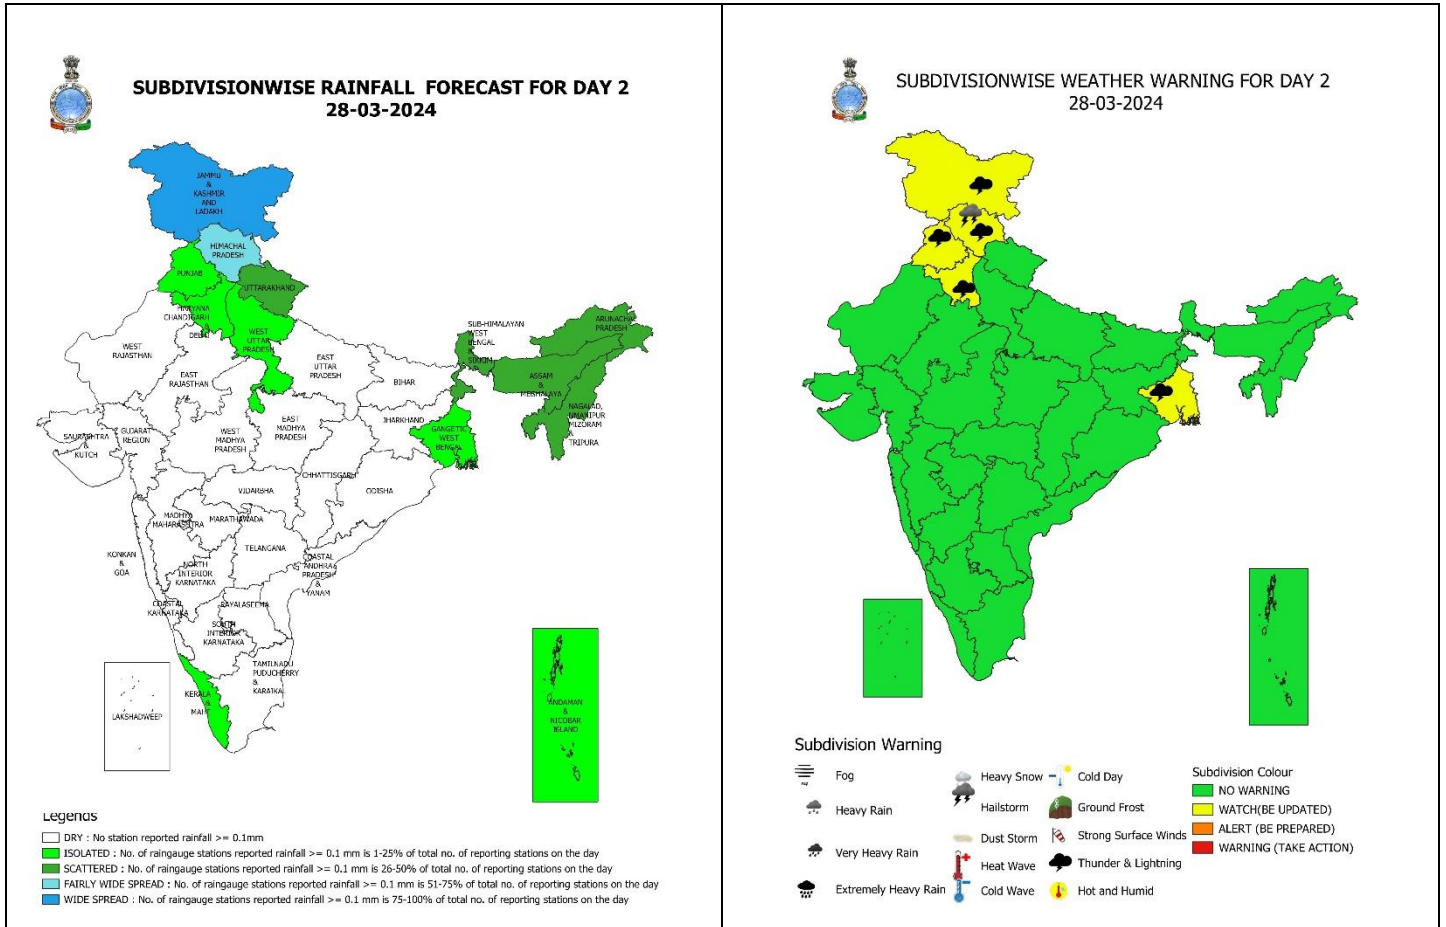 SUBDIVISIONWISE RAINFALL FORECAST FOR DAY 2
28-03-2024
JAMMU
&
KASHMIR
AND
LADAKH
HIMACHAL
PRADESH
PUNJAB
UTTARAKHAND
HARYANA
CHANDIGARH
&
DELHI
WEST
UTTAR
PRADESH
WEST
RAJASTHAN
EAST
RAJASTHAN
EAST
UTTAR
PRADESH
BIHAR
SUB-HIMALAYAN
WEST
BENGAL
&
SIKKIM
ARUNACHAL
PRADESH
ASSAM
&
MEGHALAYA
NAGALAD,
MANIPUR
MIZORAM
&
TRIPURA
JHARKHAND
GANGETIC
WEST
BENGAL
SAURASHTRA
&
KUTCH
GUJARAT
REGION
WEST
MADHYA
PRADESH
EAST
MADHYA
PRADESH
CHHATTISGARH
ODISHA
VIDARBHA
MADHYA
MAHARASHTRA
MARATHAWADA
TELANGANA
KONKAN
&
GOA
NORTH
INTERIOR
KARNATAKA
COASTAL
ANDHRA
PRADESH
&
YANAM
COASTAL
KARNATAKA
RAYALASEEMA
SOUTH
INTERIOR
KARNATAKA
TAMILNADU
PUDUCHERRY
&
KARAIKAL
KERALA
&
MAHE
LAKSHADWEEP
ANDAMAN
&
NICOBAR
ISLAND
Legends
DRY : No station reported rainfall >= 0.1mm
ISOLATED : No. of raingauge stations reported rainfall >= 0.1 mm is 1-25% of total no. of reporting stations on the day
SCATTERED : No. of raingauge stations reported rainfall >= 0.1 mm is 26-50% of total no. of reporting stations on the day
FAIRLY WIDE SPREAD : No. of raingauge stations reported rainfall >= 0.1 mm is 51-75% of total no. of reporting stations on the day
WIDE SPREAD : No. of raingauge stations reported rainfall >= 0.1 mm is 75-100% of total no. of reporting stations on the day
SUBDIVISIONWISE WEATHER WARNING FOR DAY 2
28-03-2024
Subdivision Warning
Fog
Heavy Rain
Very Heavy Rain
Extremely Heavy Rain
Heavy Snow
Hailstorm
Dust Storm
Heat Wave
Cold Wave
Cold Day
Ground Frost
Strong Surface Winds
Thunder & Lightning
Hot and Humid
Subdivision Colour
NO WARNING
WATCH(BE UPDATED)
ALERT (BE PREPARED)
WARNING (TAKE ACTION)